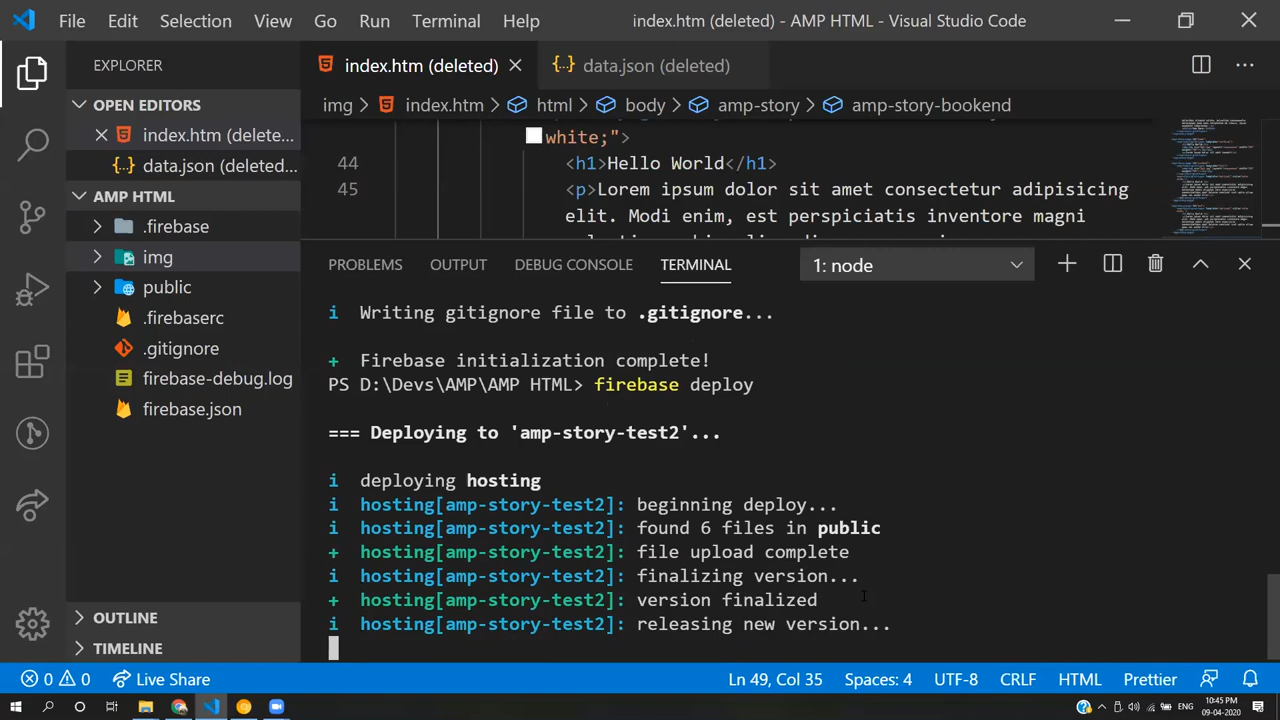 File Edit Selection View Go Run Terminal Help index.htm (deleted) - AMP HTML - Visual Studio Code
EXPLORER
index.htm (deleted)
data.json (deleted)
OPEN EDITORS
img > index.htm > html > body > amp-story > amp-story-bookend
index.htm (delete...
data.json (deleted...
AMP HTML
.firebase
img
public
.firebaserc
.gitignore
firebase-debug.log
firebase.json
OUTLINE
TIMELINE
white;">
44 <h1>Hello World</h1>
45 <p>Lorem ipsum dolor sit amet consectetur adipisicing
elit. Modi enim, est perspiciatis inventore magni
PROBLEMS OUTPUT DEBUG CONSOLE TERMINAL 1: node
i Writing gitignore file to .gitignore...
+ Firebase initialization complete!
PS D:\Devs\AMP\AMP HTML> firebase deploy
=== Deploying to 'amp-story-test2'...
i deploying hosting
i hosting[amp-story-test2]: beginning deploy...
i hosting[amp-story-test2]: found 6 files in public
+ hosting[amp-story-test2]: file upload complete
i hosting[amp-story-test2]: finalizing version...
+ hosting[amp-story-test2]: version finalized
i hosting[amp-story-test2]: releasing new version...
0 0 Live Share Ln 49, Col 35 Spaces: 4 UTF-8 CRLF HTML Prettier
ENG 10:45 PM
09-04-2020